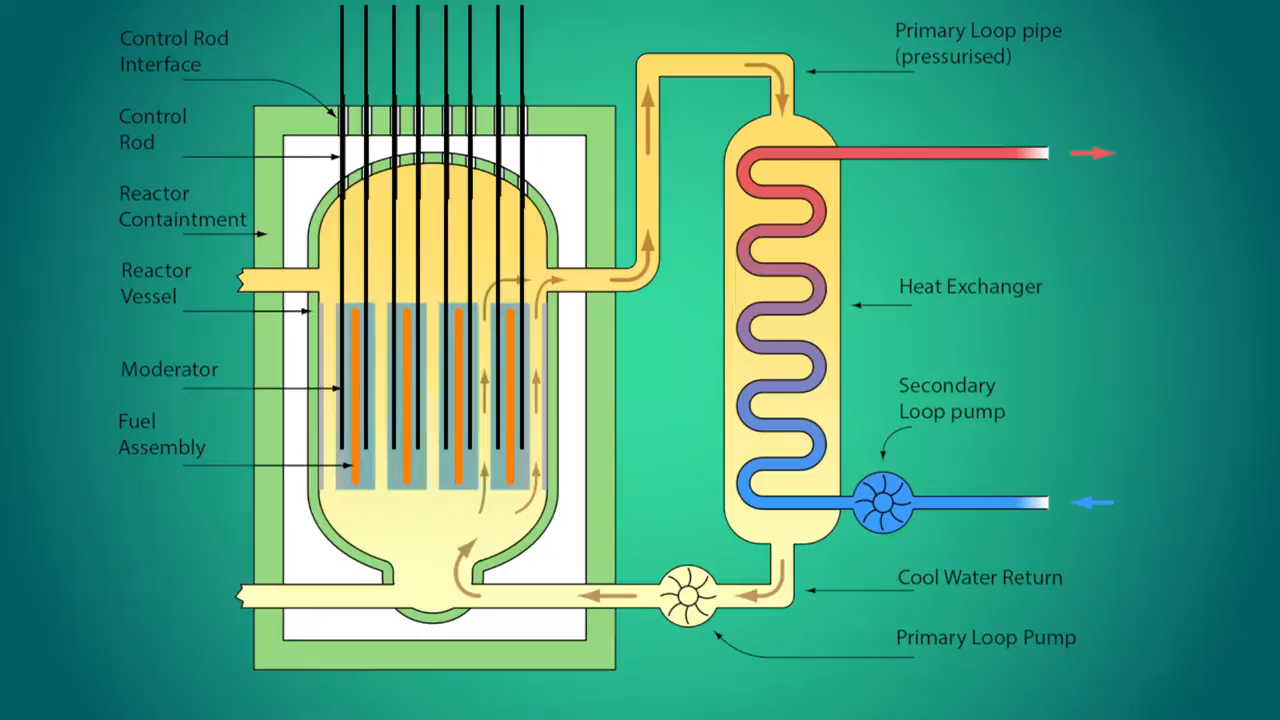 Control Rod
Interface
Control
Rod
Reactor
Containtment
Reactor
Vessel
Moderator
Fuel
Assembly
Primary Loop pipe
(pressurised)
Heat Exchanger
Secondary
Loop pump
Cool Water Return
Primary Loop Pump